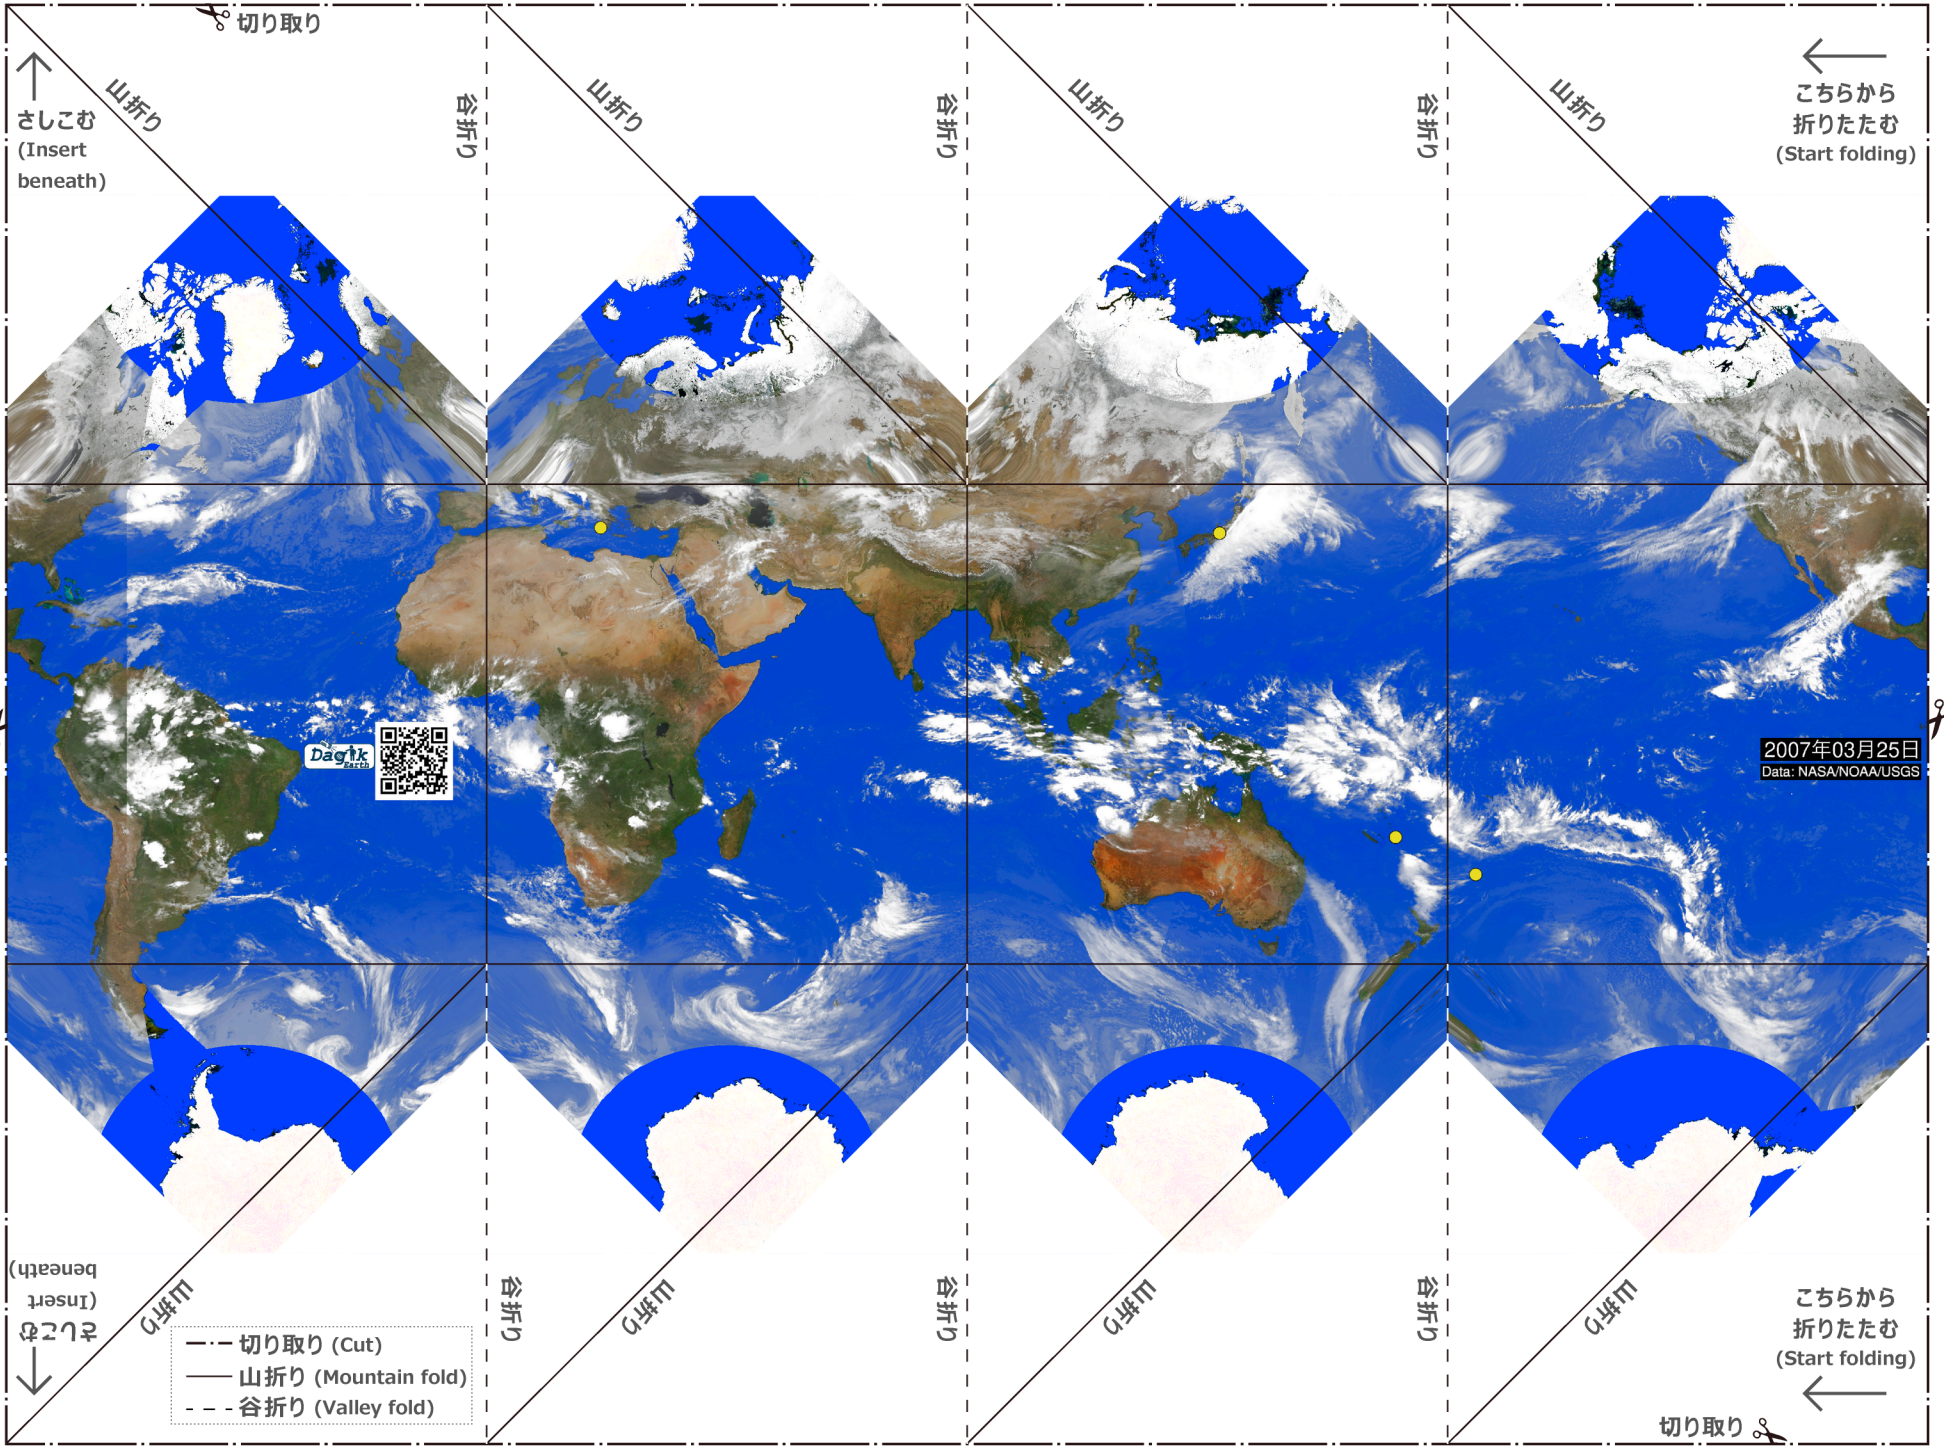 切り取り
山折り
谷折り
山折り
谷折り
山折り
谷折り
山折り
さしこむ
(Insert
beneath)
こちらから
折りたたむ
(Start folding)
Dagik
Earth
2007年03月25日
Data: NASA/NOAA/USGS
さしこむ
(Insert
beneath)
山折り
谷折り
山折り
谷折り
山折り
谷折り
山折り
切り取り (Cut)
山折り (Mountain fold)
谷折り (Valley fold)
こちらから
折りたたむ
(Start folding)
切り取り